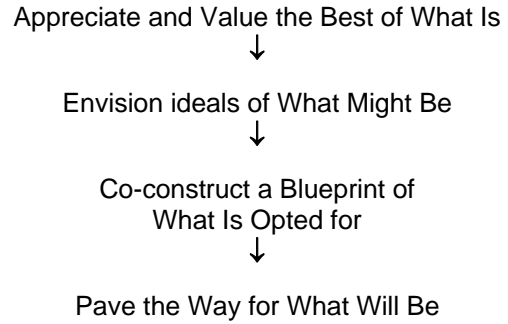 Appreciate and Value the Best of What Is
↓
Envision ideals of What Might Be
↓
Co-construct a Blueprint of
What Is Opted for
↓
Pave the Way for What Will Be